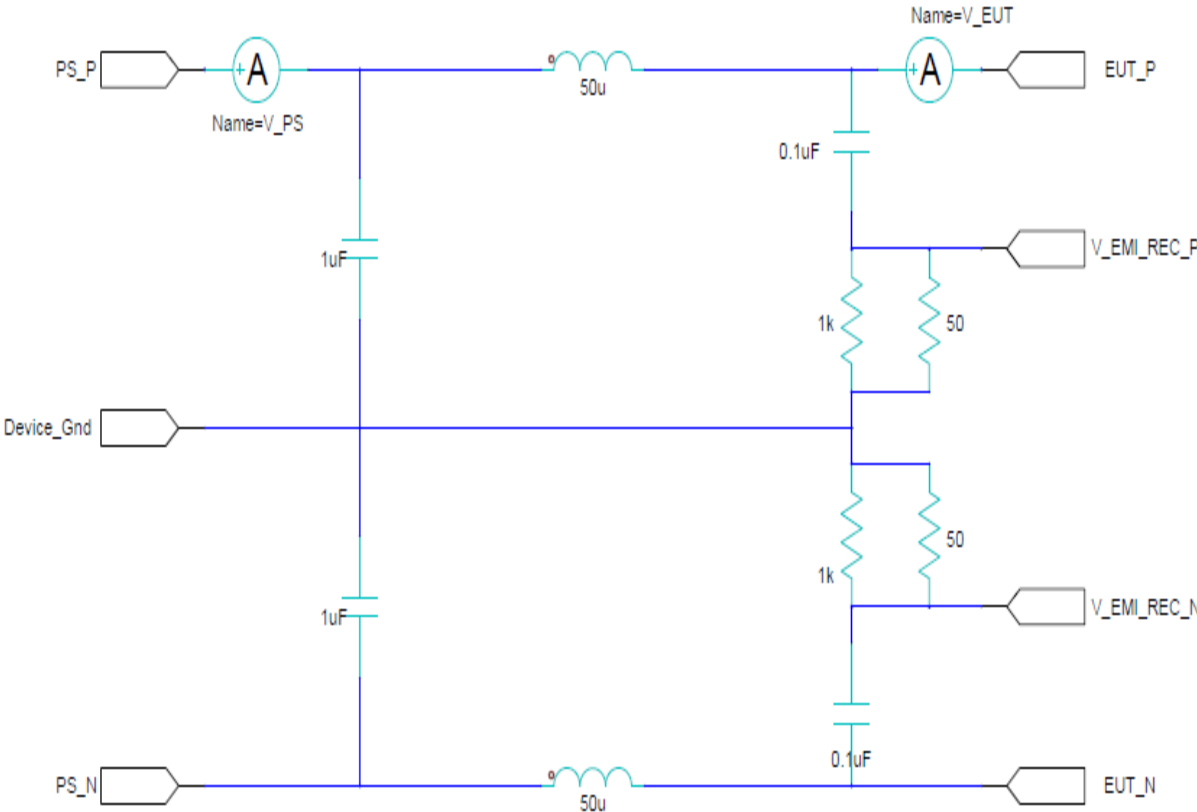 Name=V_EUT
PS_P
A
A
EUT_P
50u
Name=V_PS
0.1uF
V_EMI_REC_P
1uF
1k
50
Device_Gnd
50
1k
V_EMI_REC_N
1uF
0.1uF
PS_N
EUT_N
50u